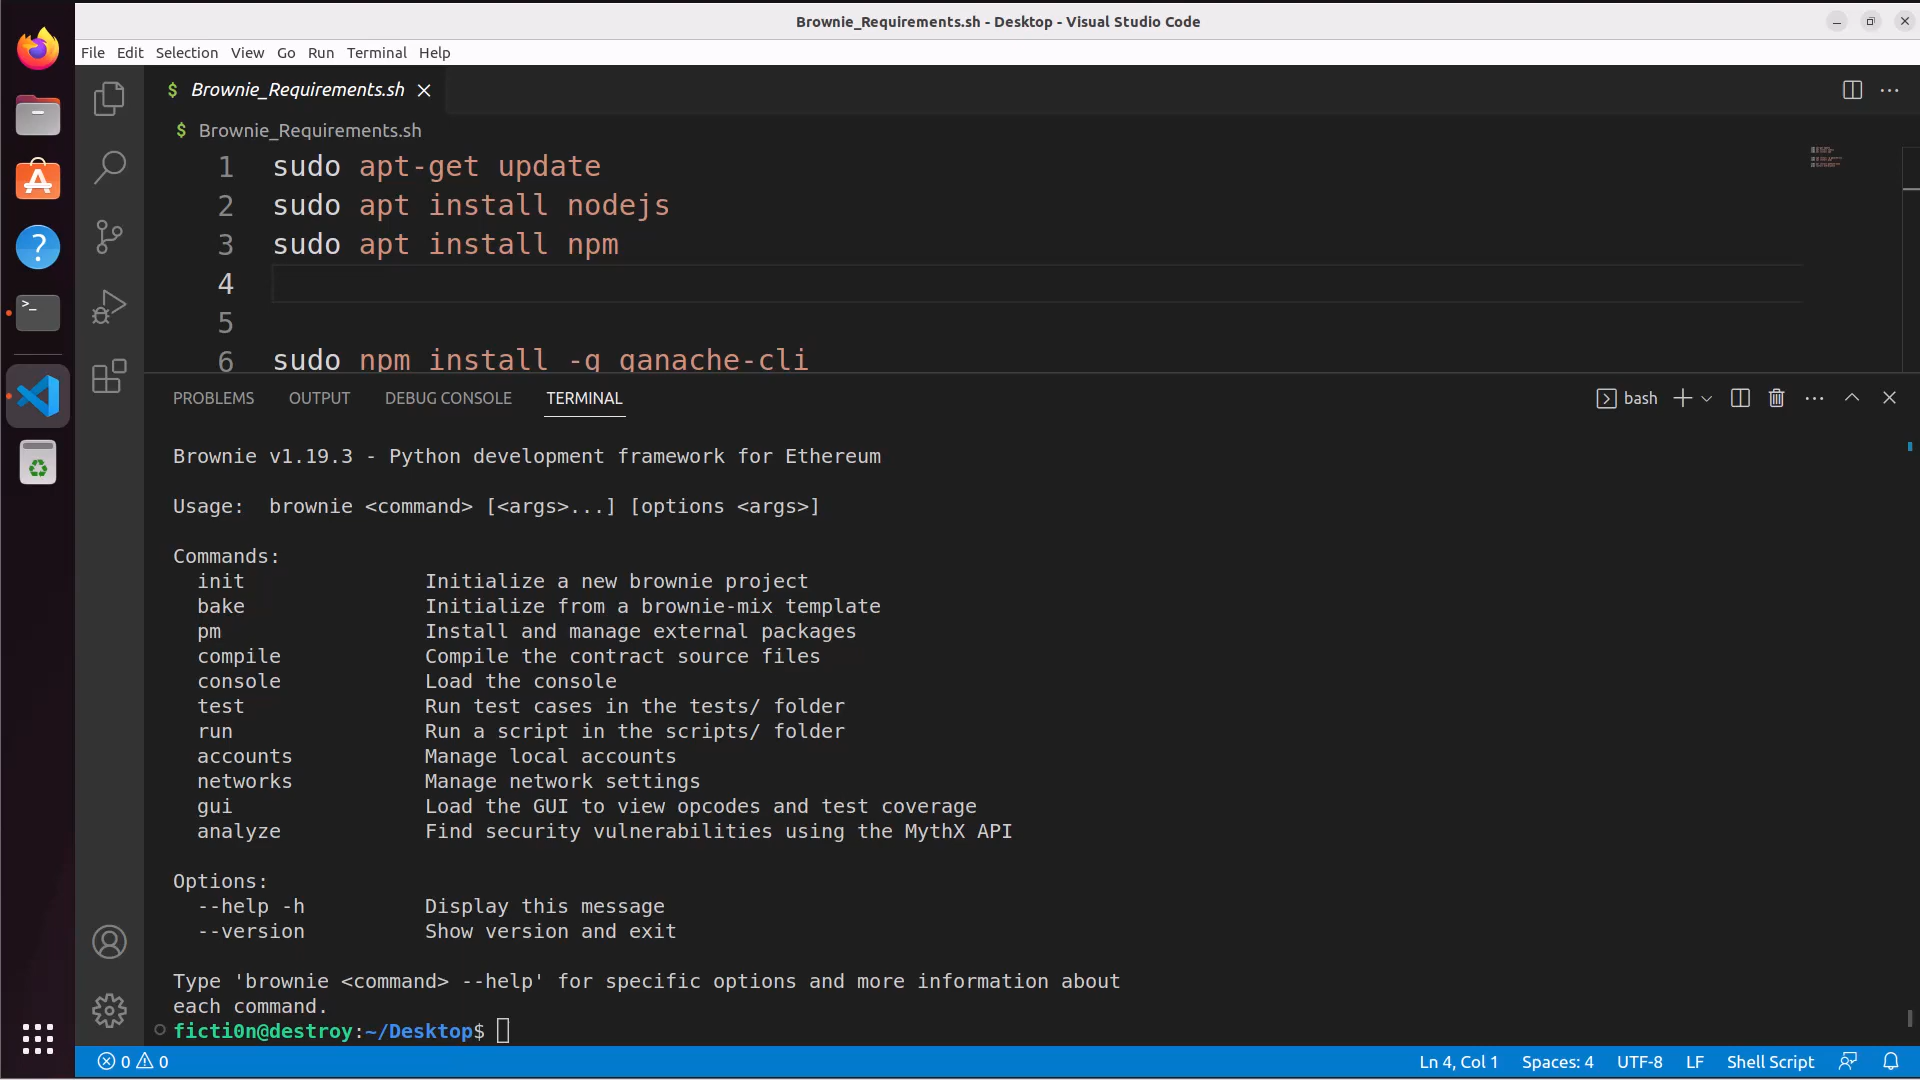 Brownie_Requirements.sh - Desktop - Visual Studio Code
File Edit Selection View Go Run Terminal Help
$ Brownie_Requirements.sh
$ Brownie_Requirements.sh
1 sudo apt-get update
2 sudo apt install nodejs
3 sudo apt install npm
4
5
6 sudo npm install -g ganache-cli
PROBLEMS OUTPUT DEBUG CONSOLE TERMINAL bash
Brownie v1.19.3 - Python development framework for Ethereum
Usage:  brownie <command> [<args>...] [options <args>]
Commands:
init Initialize a new brownie project
bake Initialize from a brownie-mix template
pm Install and manage external packages
compile Compile the contract source files
console Load the console
test Run test cases in the tests/ folder
run Run a script in the scripts/ folder
accounts Manage local accounts
networks Manage network settings
gui Load the GUI to view opcodes and test coverage
analyze Find security vulnerabilities using the MythX API
Options:
--help -h Display this message
--version Show version and exit
Type 'brownie <command> --help' for specific options and more information about
each command.
ficti0n@destroy:~/Desktop$
0 0 Ln 4, Col 1 Spaces: 4 UTF-8 LF Shell Script